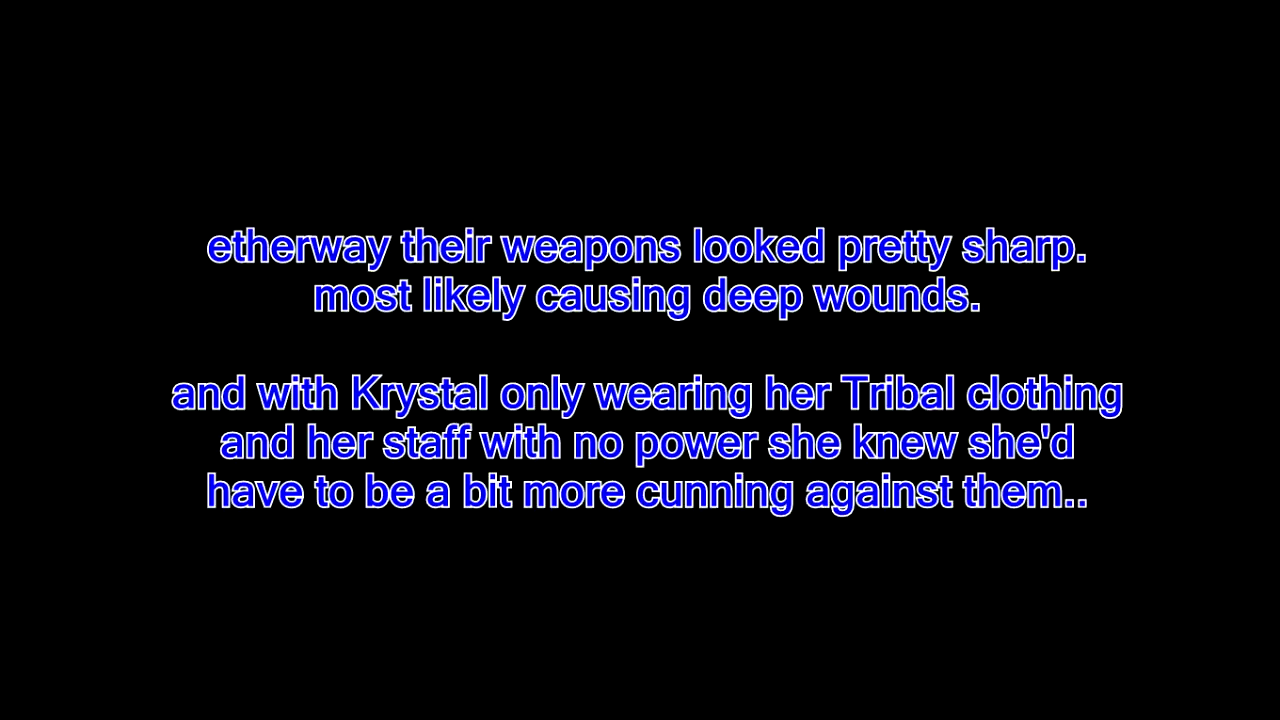 etherway their weapons looked pretty sharp.
most likely causing deep wounds.
and with Krystal only wearing her Tribal clothing
and her staff with no power she knew she'd
have to be a bit more cunning against them..